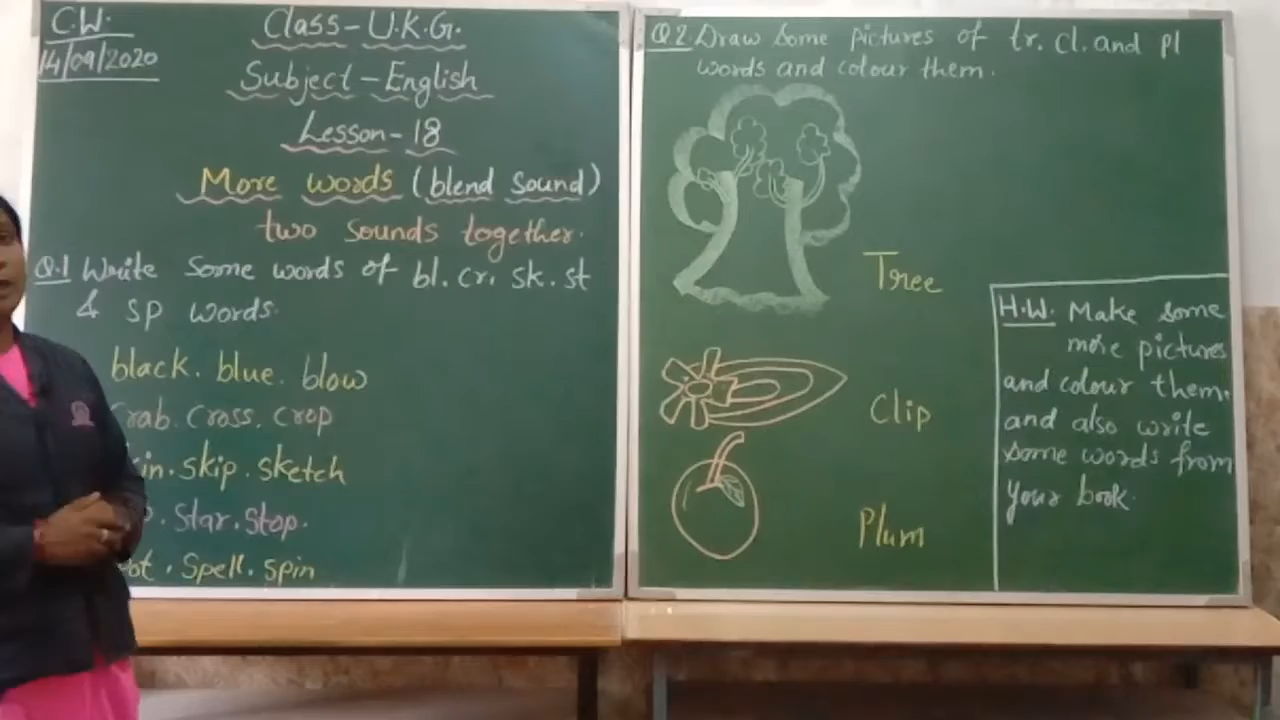 C.W.
14/09/2020
Class-U.K.G.
Subject-English
Lesson-18
More words (blend sound)
two sounds together.
Q.1 Write some words of bl. cr. sk. st
& sp words.
black. blue. blow
crab. cross. crop
skip. sketch
star. stop.
spell. spin
Q.2. Draw some pictures of tr. cl. and pl
words and colour them.
Tree
Clip
Plum
H.W. Make some
more pictures
and colour them.
and also write
some words from
your book.